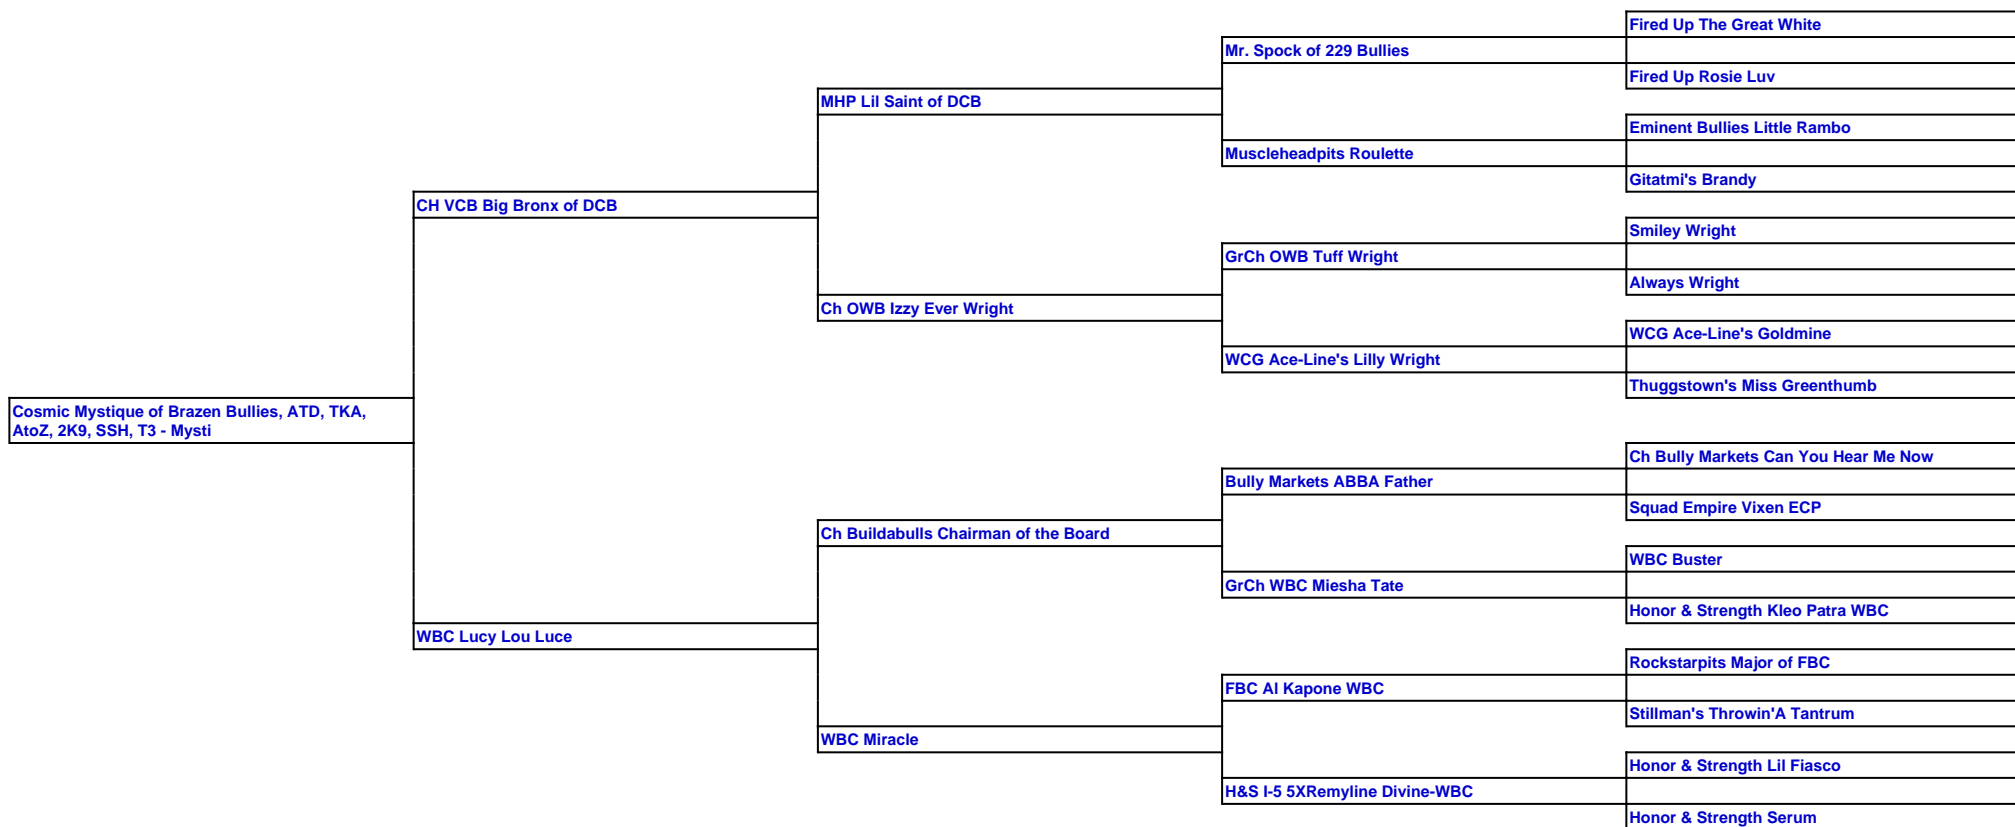 Fired Up The Great White
Mr. Spock of 229 Bullies
Fired Up Rosie Luv
MHP Lil Saint of DCB
Eminent Bullies Little Rambo
Muscleheadpits Roulette
Gitatmi's Brandy
CH VCB Big Bronx of DCB
Smiley Wright
GrCh OWB Tuff Wright
Always Wright
Ch OWB Izzy Ever Wright
WCG Ace-Line's Goldmine
WCG Ace-Line's Lilly Wright
Thuggstown's Miss Greenthumb
Cosmic Mystique of Brazen Bullies, ATD, TKA,
AtoZ, 2K9, SSH, T3 - Mysti
Ch Bully Markets Can You Hear Me Now
Bully Markets ABBA Father
Squad Empire Vixen ECP
Ch Buildabulls Chairman of the Board
WBC Buster
GrCh WBC Miesha Tate
Honor & Strength Kleo Patra WBC
WBC Lucy Lou Luce
Rockstarpits Major of FBC
FBC Al Kapone WBC
Stillman's Throwin'A Tantrum
WBC Miracle
Honor & Strength Lil Fiasco
H&S I-5 5XRemyline Divine-WBC
Honor & Strength Serum